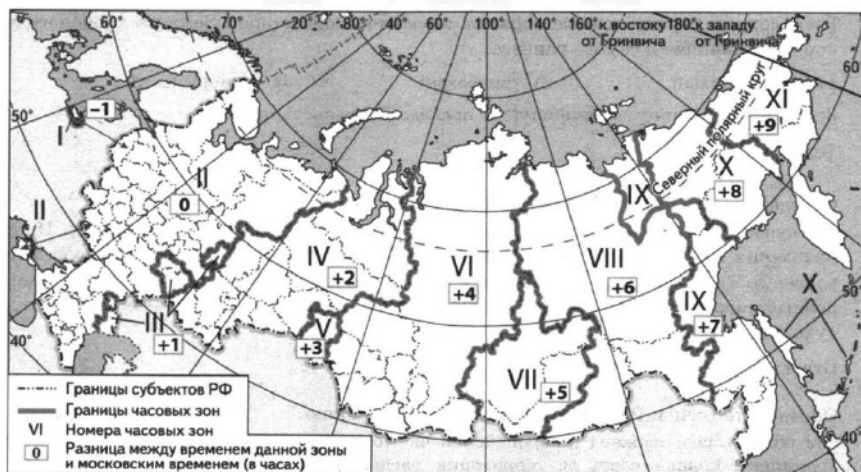 60° 70° 80° 100° 140° 160° к востоку 180° к западу
от Гринвича от Гринвича
60°
Северный полярный круг
XI
+9
50°
I
-1
II
0
IX
X
+8
II
IV
+2
VI
+4
VIII
+6
X
50°
40°
III
+1
V
+3
IX
+7
VII
+5
40°
Границы субъектов РФ
Границы часовых зон
VI Номера часовых зон
0 Разница между временем данной зоны
и московским временем (в часах)